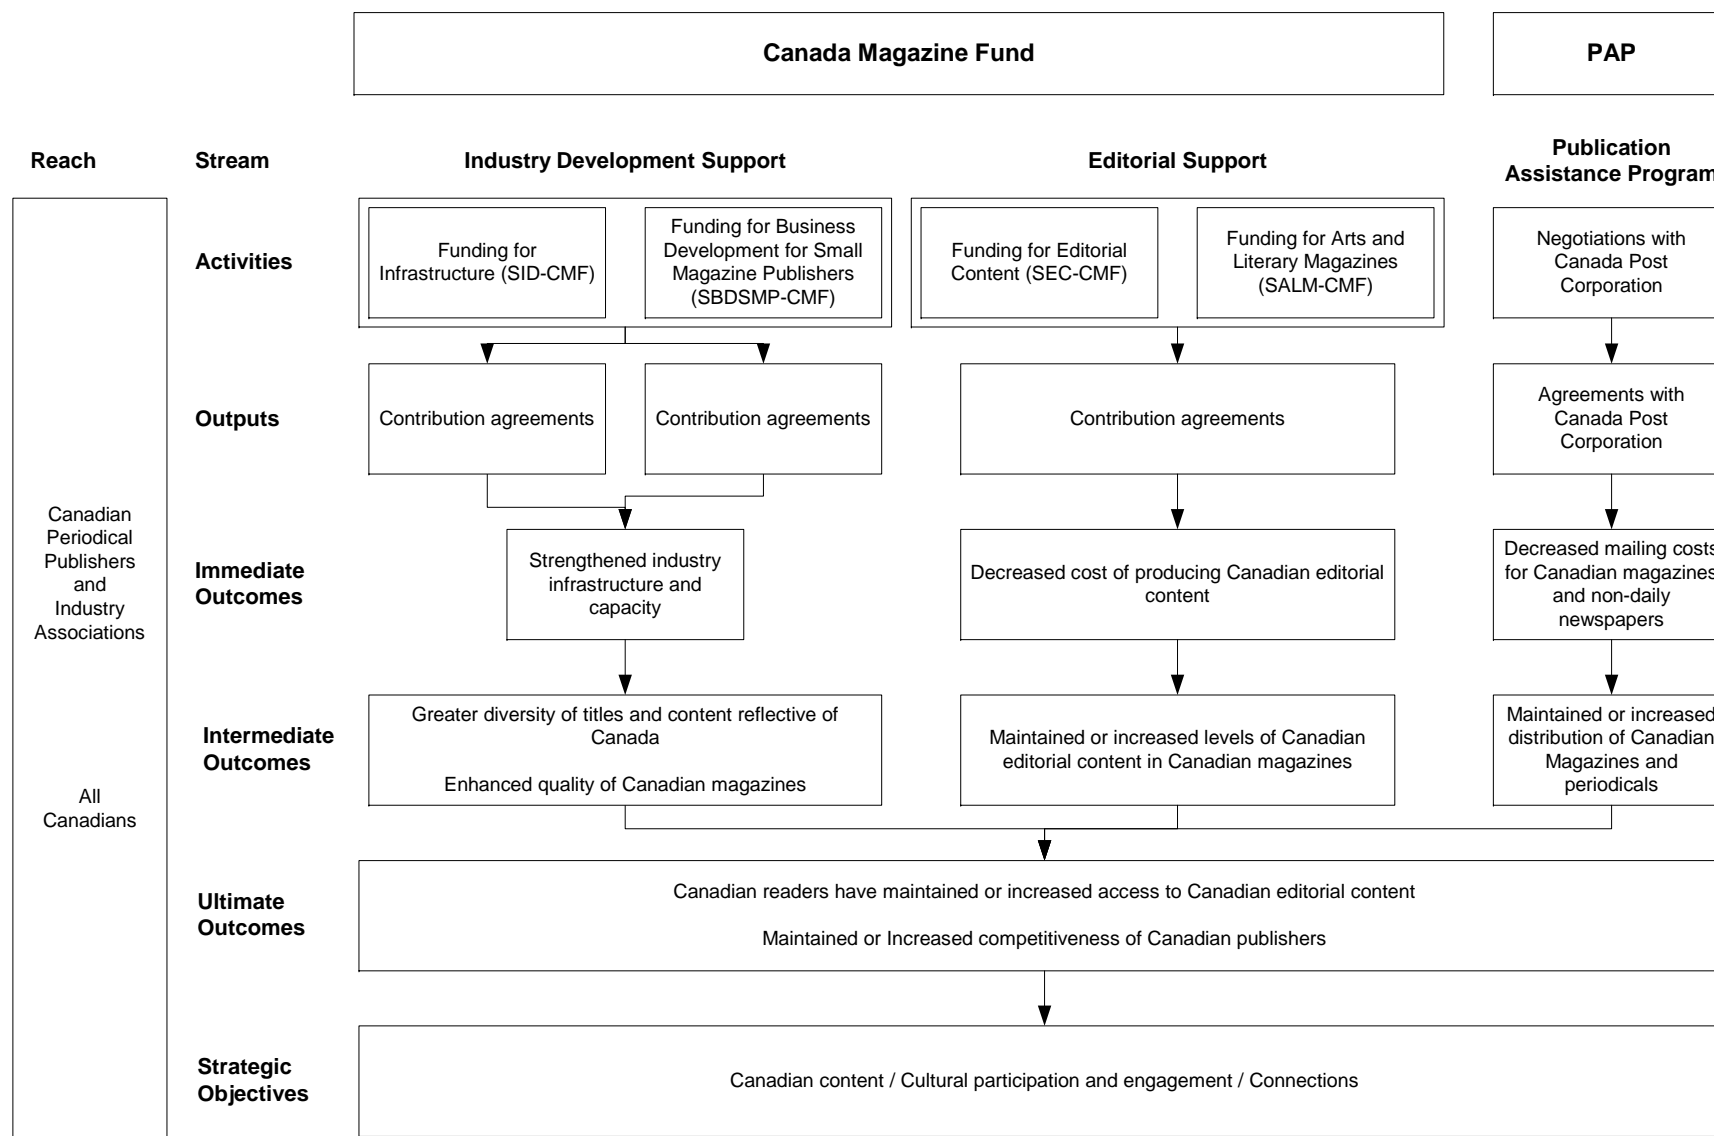 Canada Magazine Fund
PAP
Reach
Stream
Industry Development Support
Editorial Support
Publication
Assistance Program
Activities
Funding for
Infrastructure (SID-CMF)
Funding for Business
Development for Small
Magazine Publishers
(SBDSMP-CMF)
Funding for Editorial
Content (SEC-CMF)
Funding for Arts and
Literary Magazines
(SALM-CMF)
Negotiations with
Canada Post
Corporation
Outputs
Contribution agreements
Contribution agreements
Contribution agreements
Agreements with
Canada Post
Corporation
Canadian
Periodical
Publishers
and
Industry
Associations
Immediate
Outcomes
Strengthened industry
infrastructure and
capacity
Decreased cost of producing Canadian editorial
content
Decreased mailing costs
for Canadian magazines
and non-daily
newspapers
All
Canadians
Intermediate
Outcomes
Greater diversity of titles and content reflective of
Canada
Enhanced quality of Canadian magazines
Maintained or increased levels of Canadian
editorial content in Canadian magazines
Maintained or increased
distribution of Canadian
Magazines and
periodicals
Ultimate
Outcomes
Canadian readers have maintained or increased access to Canadian editorial content
Maintained or Increased competitiveness of Canadian publishers
Strategic
Objectives
Canadian content / Cultural participation and engagement / Connections